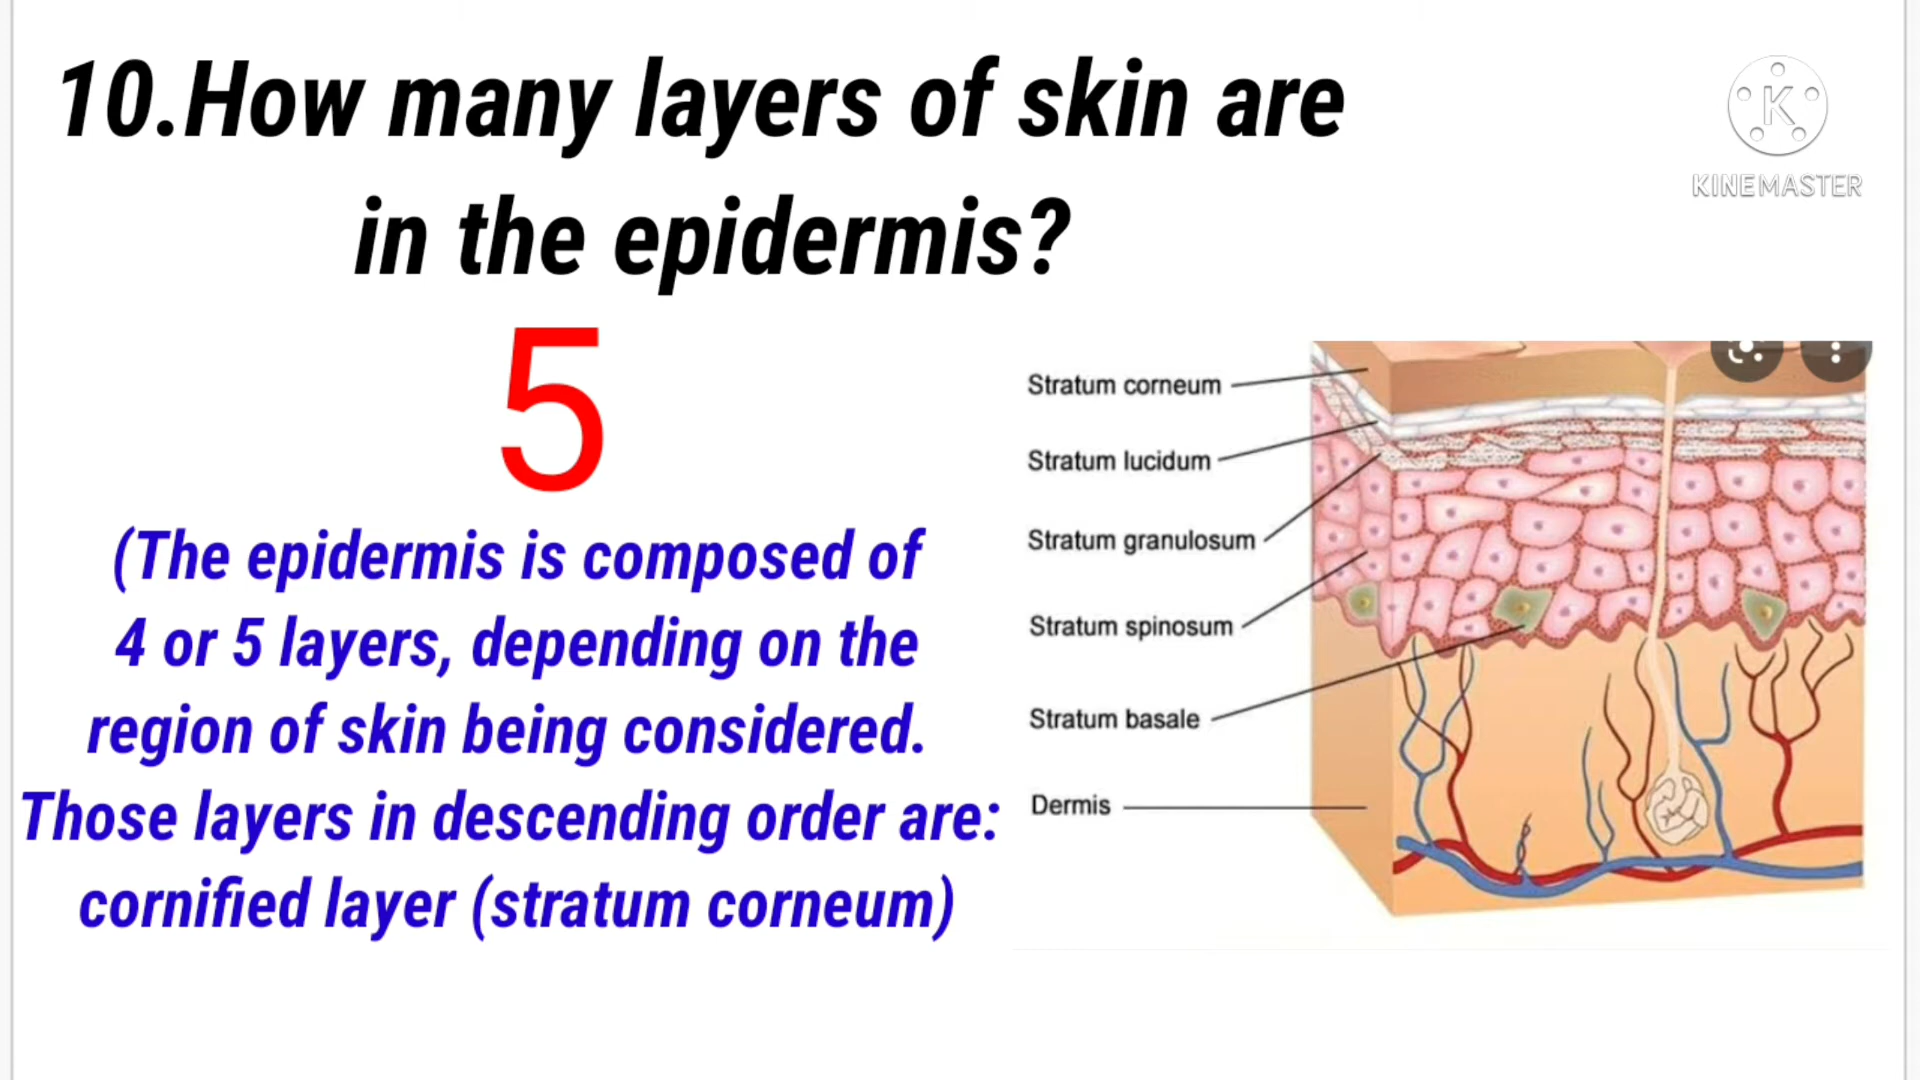 10.How many layers of skin are
in the epidermis?
5
(The epidermis is composed of
4 or 5 layers, depending on the
region of skin being considered.
Those layers in descending order are:
cornified layer (stratum corneum)
K
KINEMASTER
Stratum corneum
Stratum lucidum
Stratum granulosum
Stratum spinosum
Stratum basale
Dermis